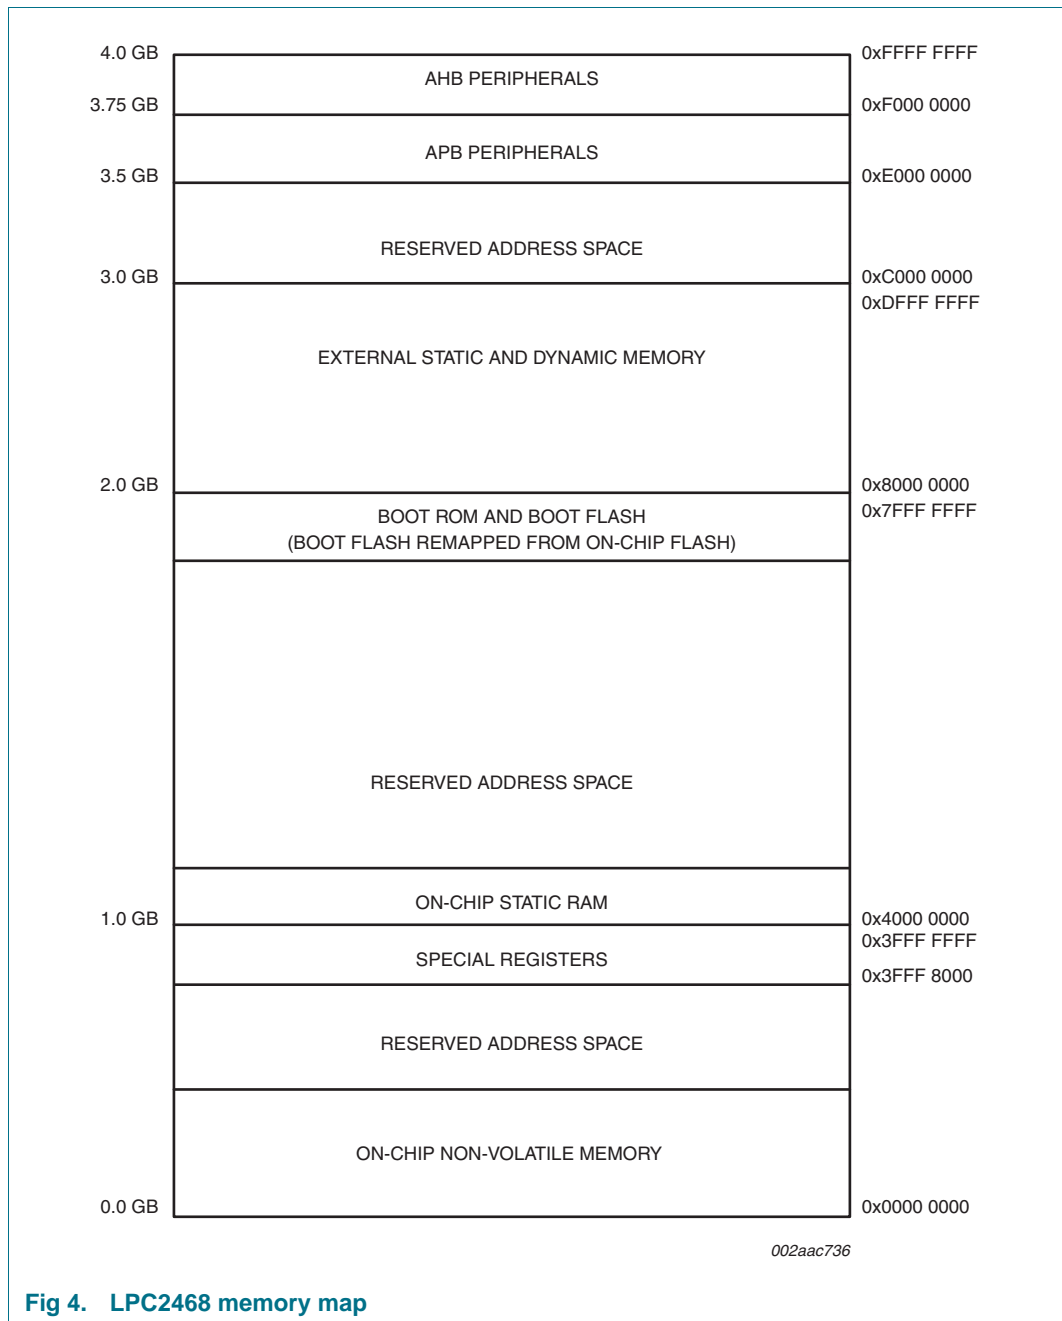 4.0 GB 0xFFFF FFFF
AHB PERIPHERALS
3.75 GB 0xF000 0000
APB PERIPHERALS
3.5 GB 0xE000 0000
RESERVED ADDRESS SPACE
3.0 GB 0xC000 0000
0xDFFF FFFF
EXTERNAL STATIC AND DYNAMIC MEMORY
2.0 GB 0x8000 0000
0x7FFF FFFF
BOOT ROM AND BOOT FLASH
(BOOT FLASH REMAPPED FROM ON-CHIP FLASH)
RESERVED ADDRESS SPACE
ON-CHIP STATIC RAM
1.0 GB 0x4000 0000
0x3FFF FFFF
SPECIAL REGISTERS
0x3FFF 8000
RESERVED ADDRESS SPACE
ON-CHIP NON-VOLATILE MEMORY
0.0 GB 0x0000 0000
002aac736
Fig 4. LPC2468 memory map